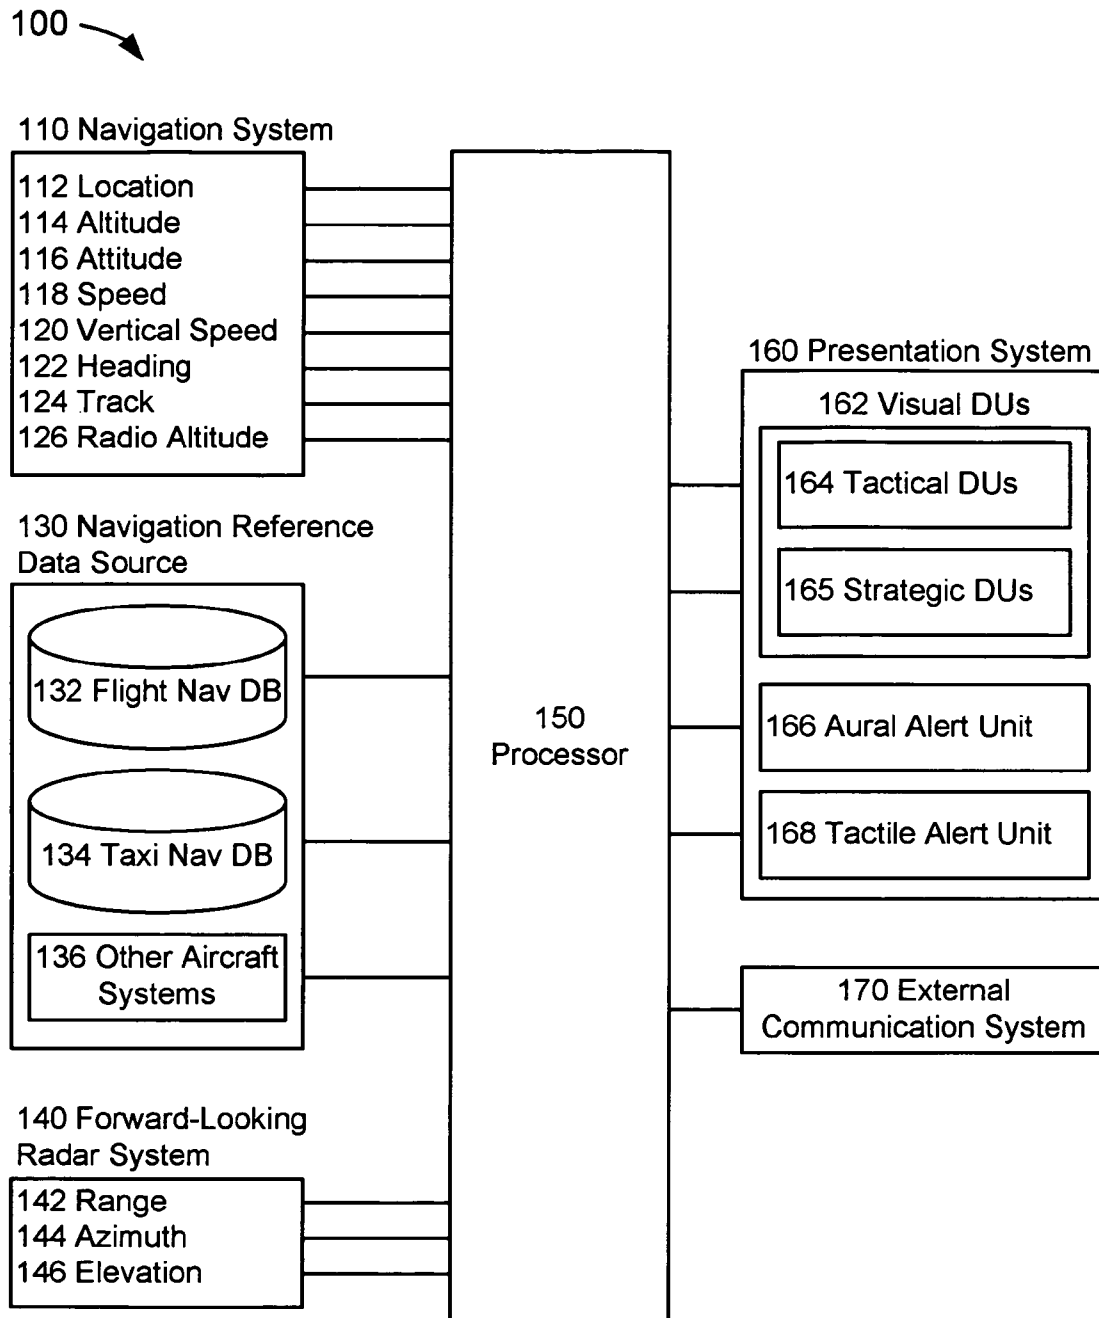 100
110 Navigation System
112 Location
114 Altitude
116 Attitude
118 Speed
120 Vertical Speed
122 Heading
124 Track
126 Radio Altitude
130 Navigation Reference
Data Source
132 Flight Nav DB
134 Taxi Nav DB
136 Other Aircraft
Systems
140 Forward-Looking
Radar System
142 Range
144 Azimuth
146 Elevation
150
Processor
160 Presentation System
162 Visual DUs
164 Tactical DUs
165 Strategic DUs
166 Aural Alert Unit
168 Tactile Alert Unit
170 External
Communication System